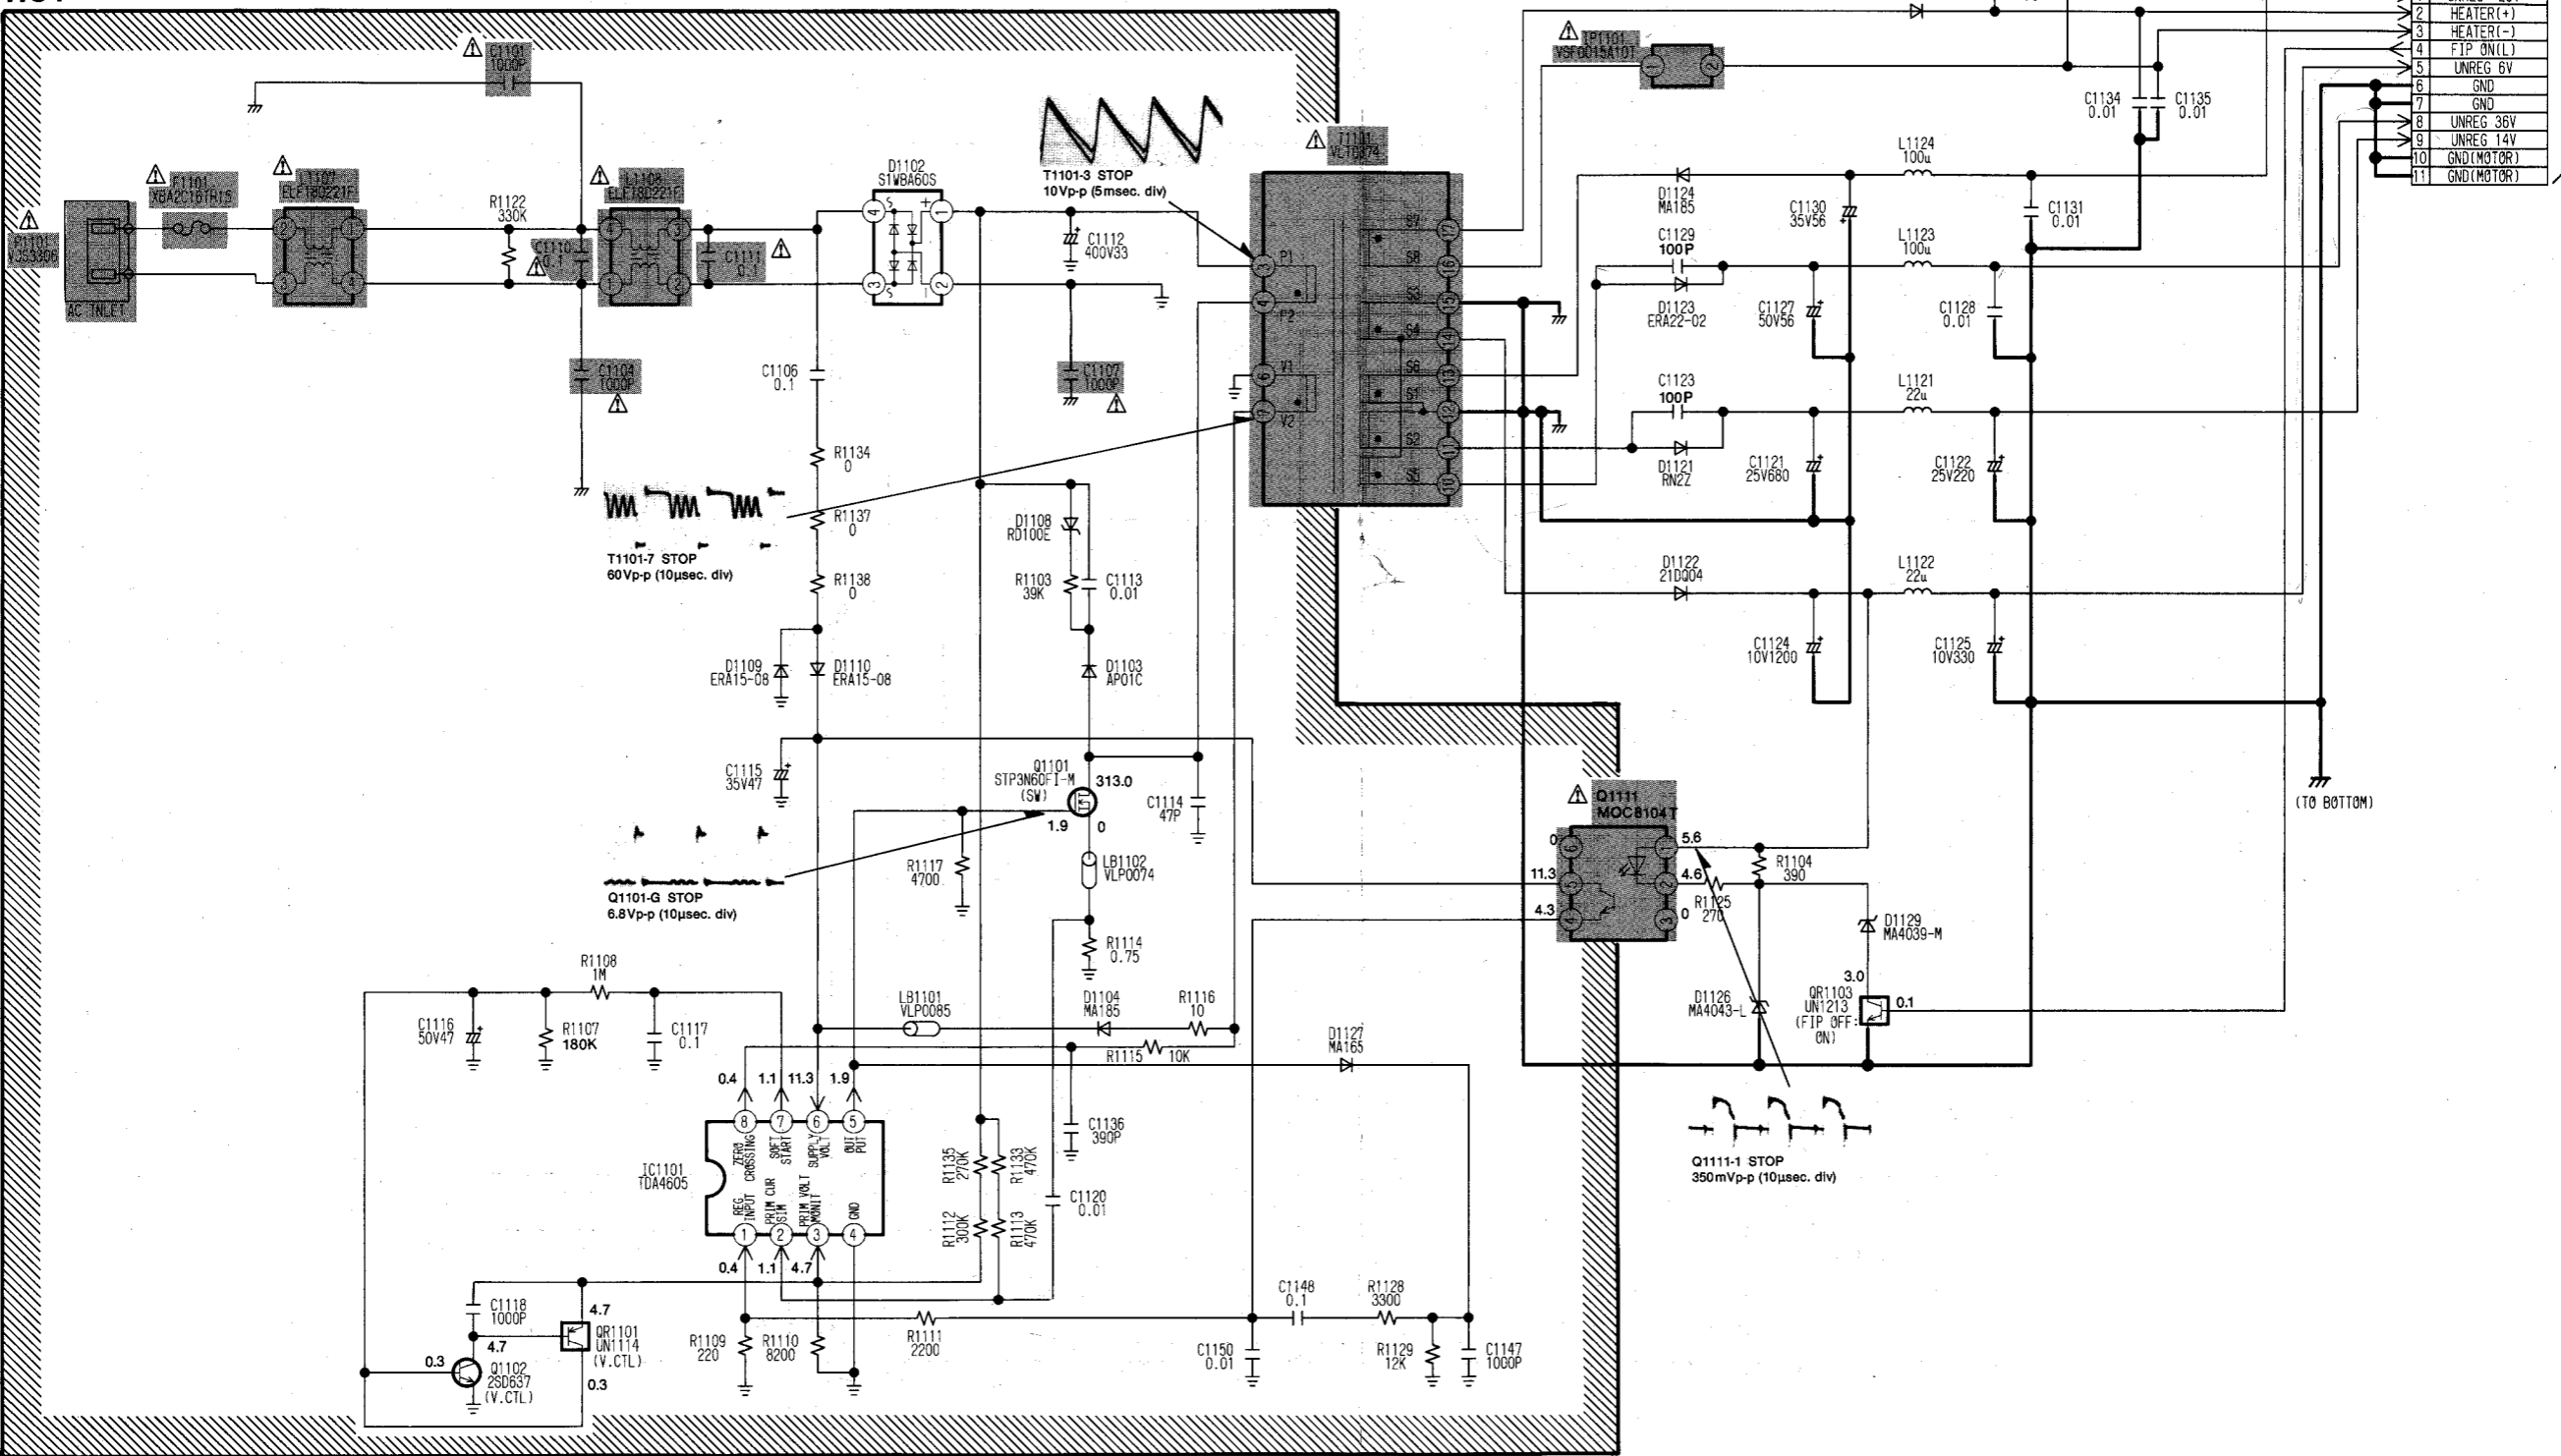 C1101
1000P
F1101
XBA2C16TR15
L1107
ELF18D221F
R1122
330K
C1110
0.1
L1108
ELF18D221F
C1111
0.1
P1101
VJS3306
AC INLET
C1104
1000P
D1102
S1WBA60S
C1112
400V33
C1107
1000P
T1101-3 STOP
10Vp-p (5msec. div)
T1101
VLT0374
P1
P2
V1
V2
S7
S8
S3
S4
S6
S1
S2
S5
IP1101
VSF0015A10T
2 HEATER(+)
3 HEATER(-)
4 FIP ON(L)
5 UNREG 6V
6 GND
7 GND
8 UNREG 36V
9 UNREG 14V
10 GND(MOTOR)
11 GND(MOTOR)
C1134
0.01
C1135
0.01
D1124
MA185
L1124
100u
C1130
35V56
C1131
0.01
C1129
100P
D1123
ERA22-02
L1123
100u
C1127
50V56
C1128
0.01
C1123
100P
D1121
RN2Z
L1121
22u
C1121
25V680
C1122
25V220
D1122
21DQ04
L1122
22u
C1124
10V1200
C1125
10V330
(TO BOTTOM)
C1106
0.1
R1134
0
R1137
0
R1138
0
T1101-7 STOP
60Vp-p (10μsec. div)
D1109
ERA15-08
D1110
ERA15-08
D1108
RD100E
R1103
39K
C1113
0.01
D1103
AP01C
C1115
35V47
Q1101
STP3N60FI-M
(SW)
313.0
1.9
0
C1114
47P
R1117
4700
LB1102
VLP0074
R1114
0.75
Q1101-G STOP
6.8Vp-p (10μsec. div)
Q1111
MOC8104T
0
11.3
4.3
5.6
4.6
0
R1104
390
R1125
270
D1129
MA4039-M
3.0
QR1103
UN1213
(FIP OFF:
ON)
0.1
D1126
MA4043-L
Q1111-1 STOP
350mVp-p (10μsec. div)
R1108
1M
C1116
50V47
R1107
180K
C1117
0.1
LB1101
VLP0085
D1104
MA185
R1116
10
R1115 10K
D1127
MA165
0.4 1.1 11.3 1.9
8 7 6 5
ZERO
CROSSING
SOFT
START
SUPPLY
VOLT
OUT
PUT
IC1101
TDA4605
REG
INPUT
PRIM CUR
SIM
PRIM VOLT
MONIT
GND
1 2 3 4
0.4 1.1 4.7
C1136
390P
R1135
270K
R1133
470K
R1112
300K
R1113
470K
C1120
0.01
C1118
1000P
4.7
QR1101
UN1114
(V.CTL)
0.3
4.7
0.3
Q1102
2SD637
(V.CTL)
R1109
220
R1110
8200
R1111
2200
C1148
0.1
R1128
3300
C1150
0.01
R1129
12K
C1147
1000P